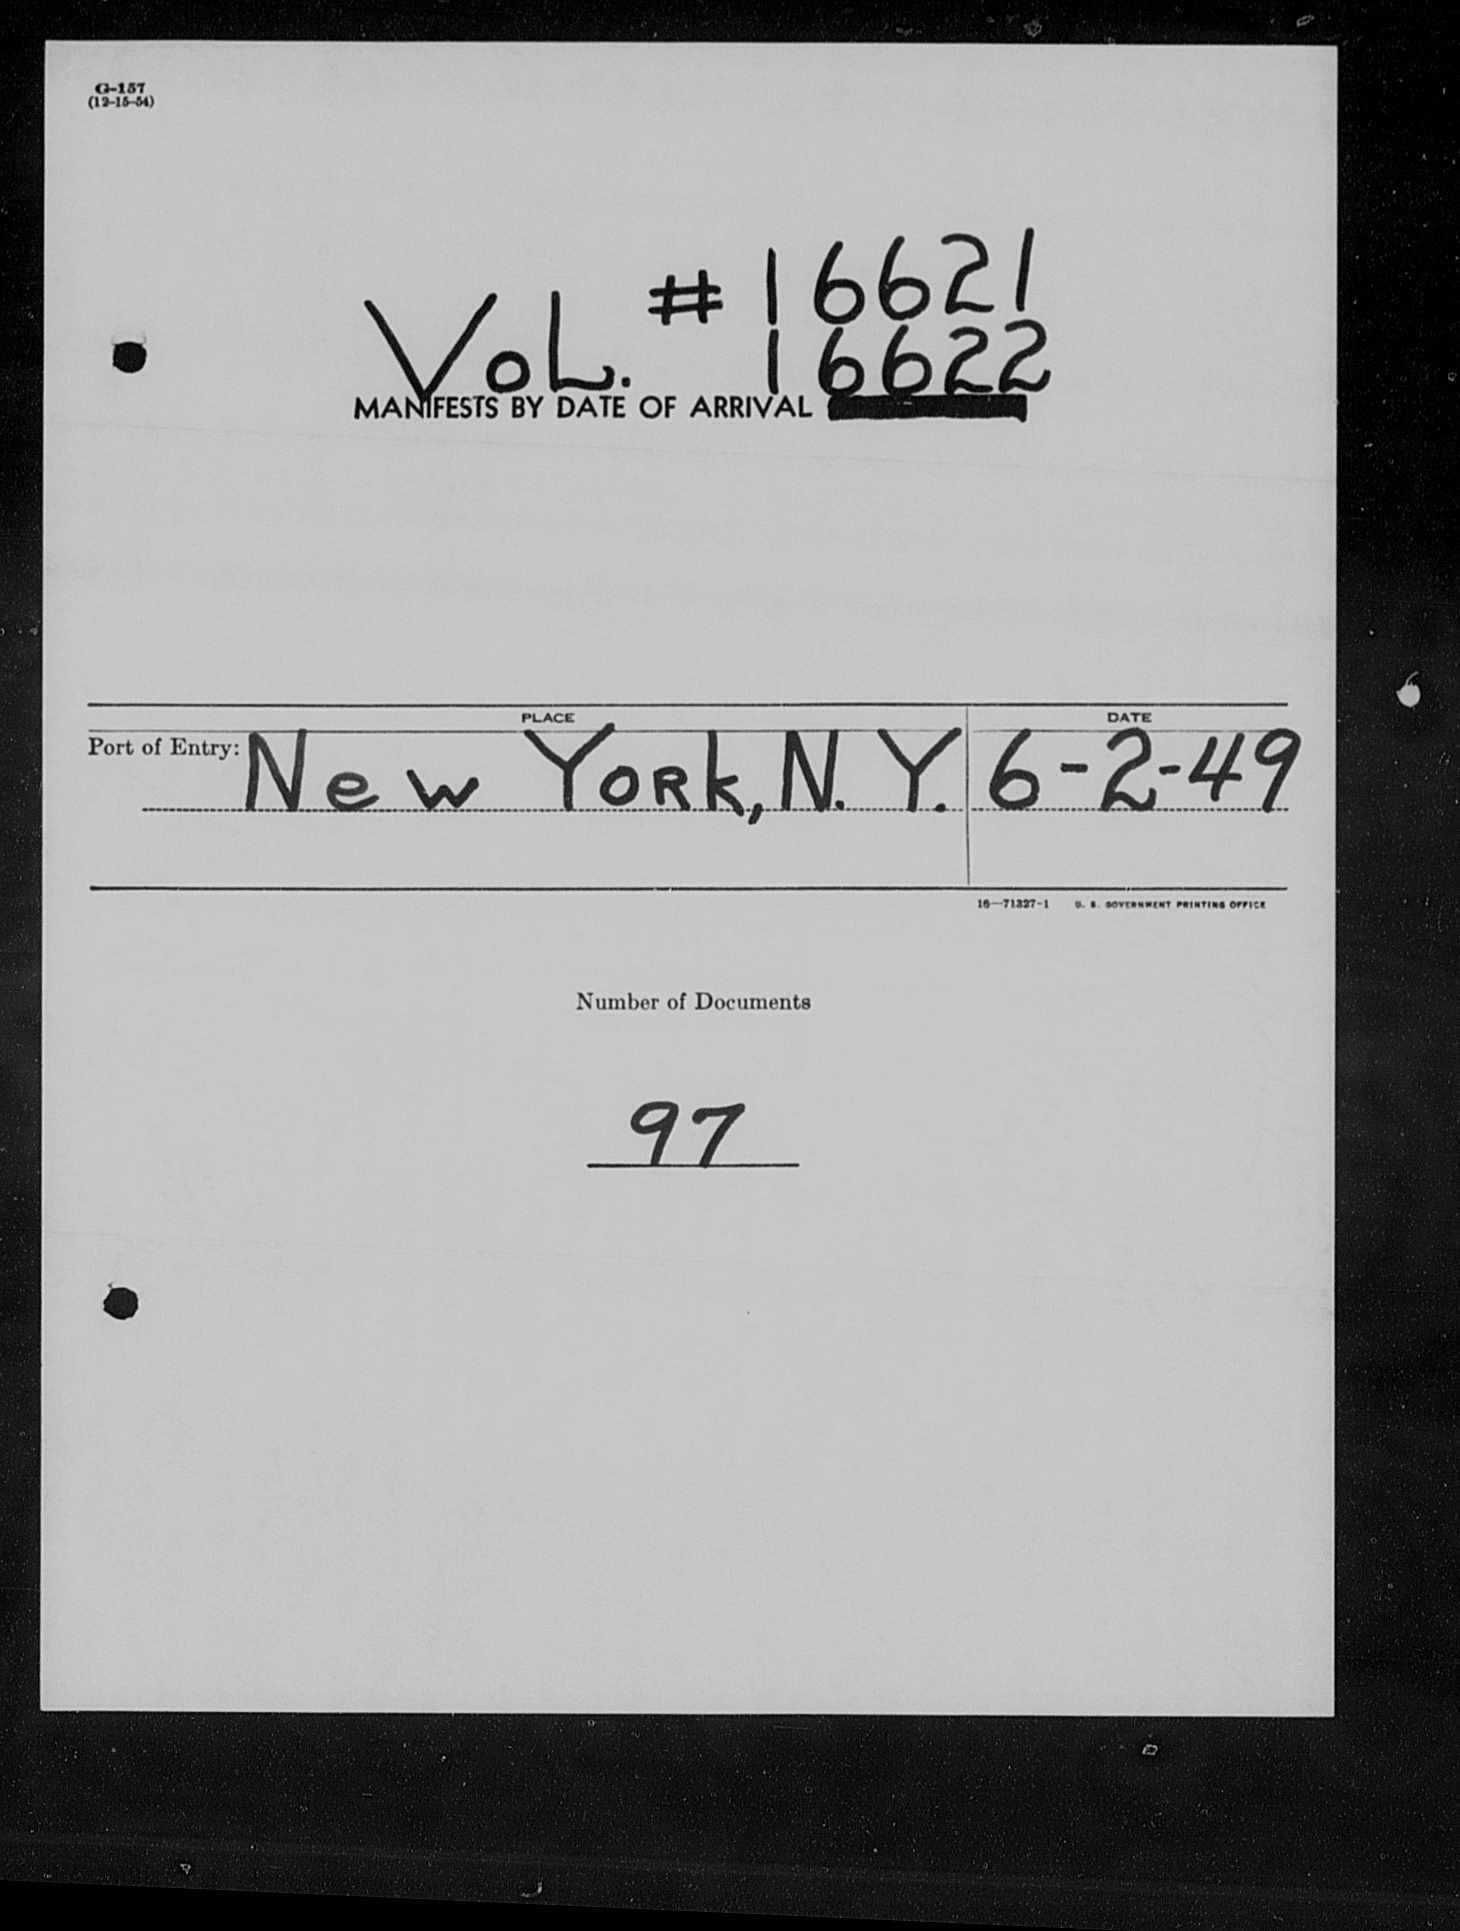 G-157
(12-15-54)
VoL. # 16621
16622
MANIFESTS BY DATE OF ARRIVAL
PLACE DATE
Port of Entry: New York, N. Y. 6-2-49
16—71327-1 U. S. GOVERNMENT PRINTING OFFICE
Number of Documents
97